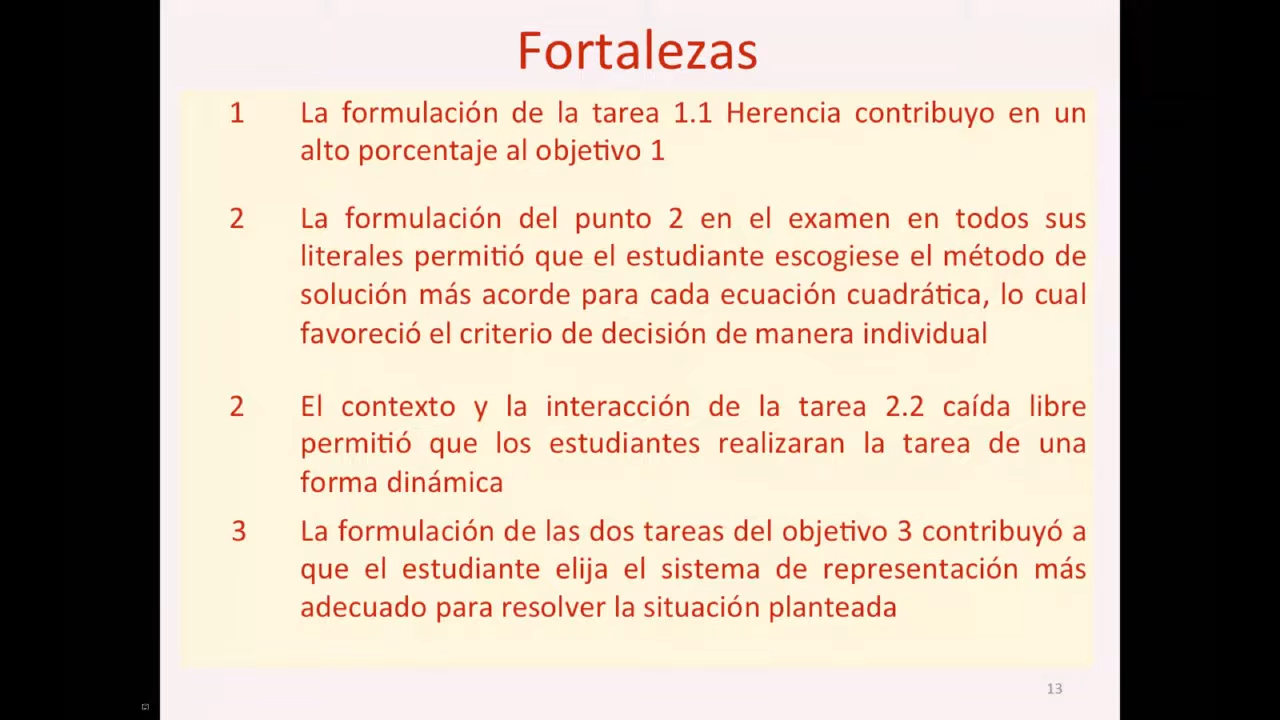 Fortalezas
1 La formulación de la tarea 1.1 Herencia contribuyo en un
alto porcentaje al objetivo 1
2 La formulación del punto 2 en el examen en todos sus
literales permitió que el estudiante escogiese el método de
solución más acorde para cada ecuación cuadrática, lo cual
favoreció el criterio de decisión de manera individual
2 El contexto y la interacción de la tarea 2.2 caída libre
permitió que los estudiantes realizaran la tarea de una
forma dinámica
3 La formulación de las dos tareas del objetivo 3 contribuyó a
que el estudiante elija el sistema de representación más
adecuado para resolver la situación planteada
13